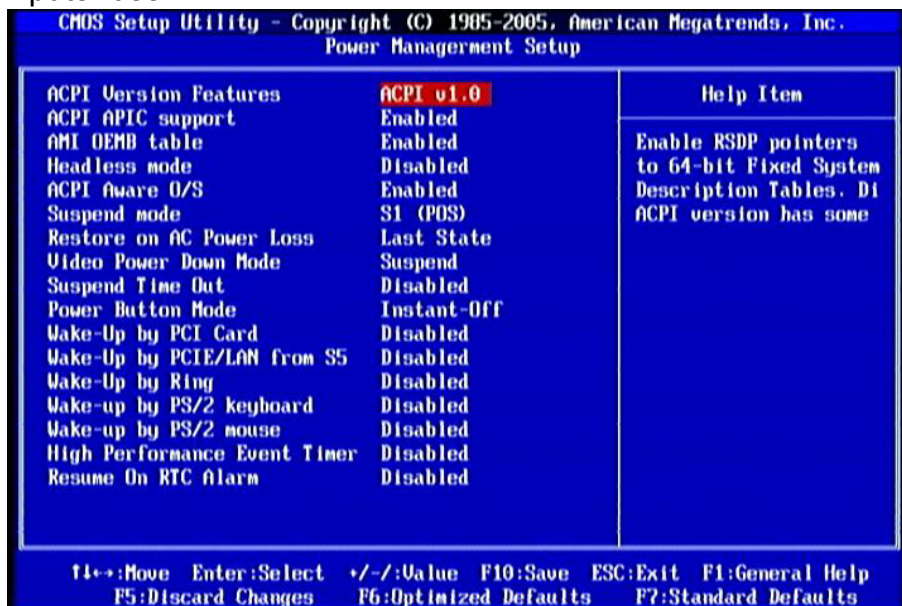 CMOS Setup Utility - Copyright (C) 1985-2005, American Megatrends, Inc.
Power Managerment Setup
ACPI Version Features ACPI v1.0
ACPI APIC support Enabled
AMI OEMB table Enabled
Headless mode Disabled
ACPI Aware O/S Enabled
Suspend mode S1 (POS)
Restore on AC Power Loss Last State
Video Power Down Mode Suspend
Suspend Time Out Disabled
Power Button Mode Instant-Off
Wake-Up by PCI Card Disabled
Wake-Up by PCIE/LAN from S5 Disabled
Wake-Up by Ring Disabled
Wake-up by PS/2 keyboard Disabled
Wake-up by PS/2 mouse Disabled
High Performance Event Timer Disabled
Resume On RTC Alarm Disabled
Help Item
Enable RSDP pointers
to 64-bit Fixed System
Description Tables. Di
ACPI version has some
↑↓←→:Move Enter:Select +/-/:Value F10:Save ESC:Exit F1:General Help
F5:Discard Changes F6:Optimized Defaults F7:Standard Defaults